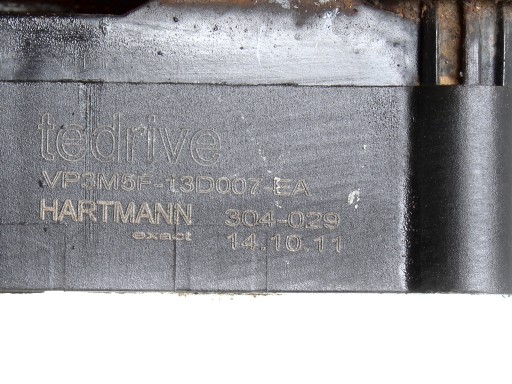 tedrive
VP3M5F-13D007-EA
HARTMANN 304-029
exact 14.10.11